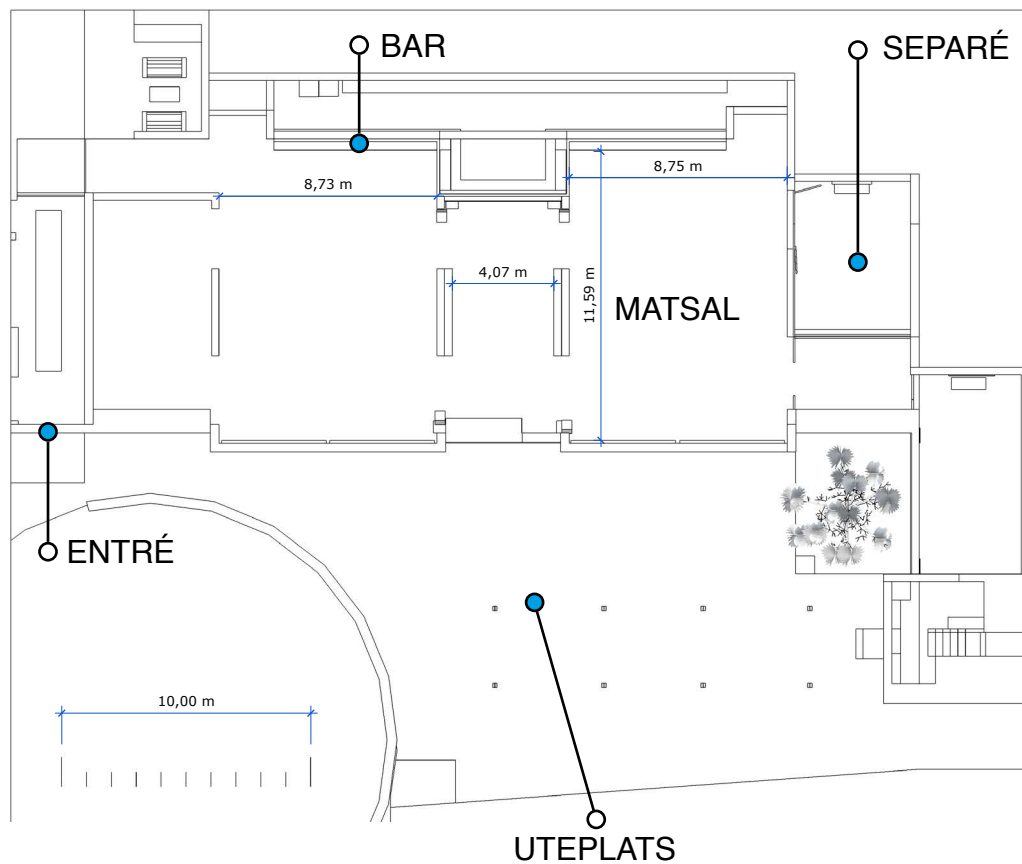 BAR
SEPARÉ
8,73 m
8,75 m
4,07 m
11,59 m
MATSAL
ENTRÉ
10,00 m
UTEPLATS